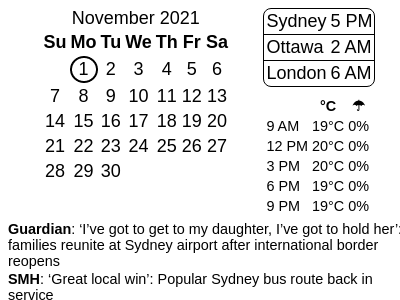 November 2021
Su Mo Tu We Th Fr Sa
1 2 3 4 5 6
7 8 9 10 11 12 13
14 15 16 17 18 19 20
21 22 23 24 25 26 27
28 29 30
Sydney 5 PM
Ottawa 2 AM
London 6 AM
°C ☂
9 AM 19°C 0%
12 PM 20°C 0%
3 PM 20°C 0%
6 PM 19°C 0%
9 PM 19°C 0%
Guardian: ‘I’ve got to get to my daughter, I’ve got to hold her’:
families reunite at Sydney airport after international border
reopens
SMH: ‘Great local win’: Popular Sydney bus route back in
service